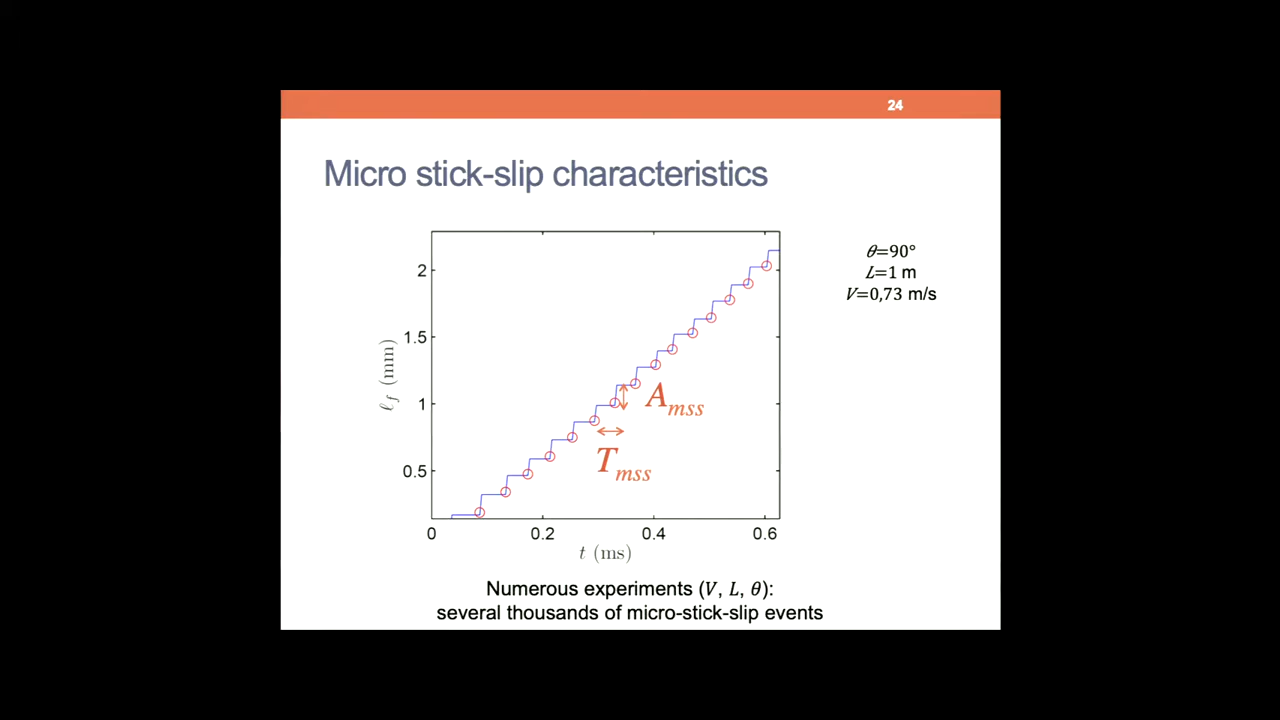 24
Micro stick-slip characteristics
θ=90°
L=1 m
V=0,73 m/s
2
1.5
1
0.5
ℓf (mm)
Amss
Tmss
0 0.2 0.4 0.6
t (ms)
Numerous experiments (V, L, θ):
several thousands of micro-stick-slip events